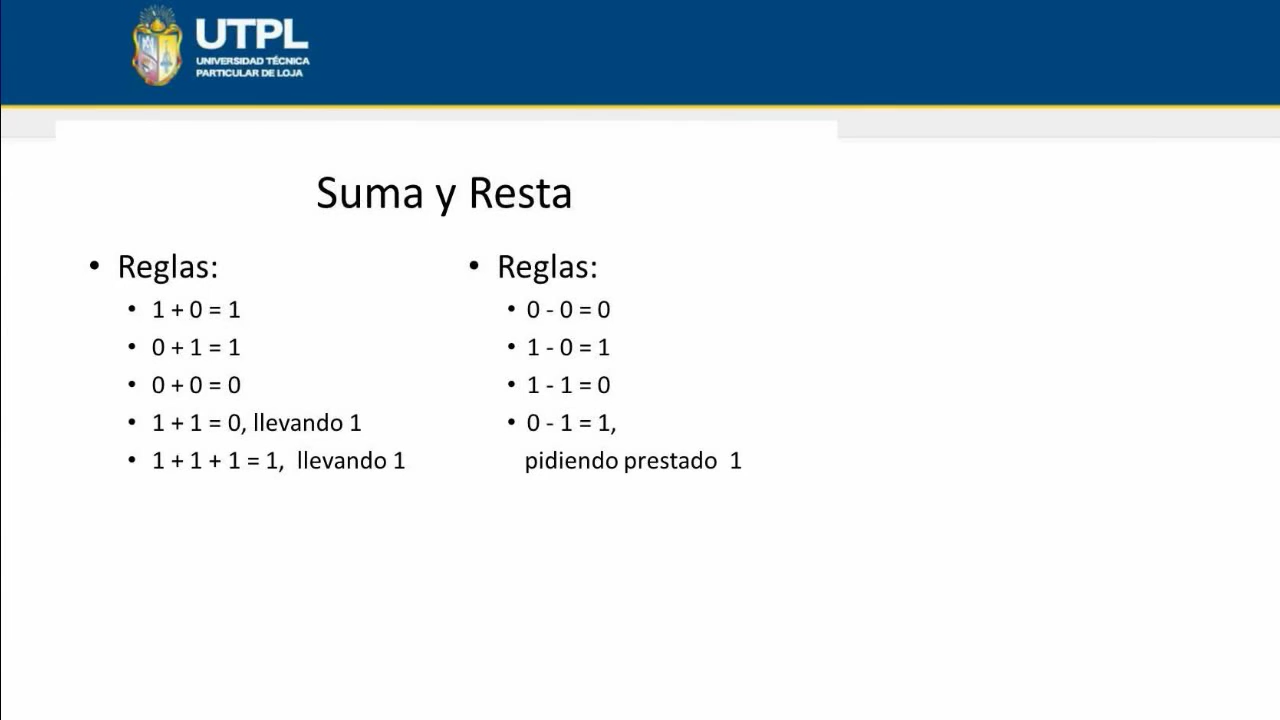 UTPL
UNIVERSIDAD TÉCNICA
PARTICULAR DE LOJA
Suma y Resta
• Reglas:
• 1 + 0 = 1
• 0 + 1 = 1
• 0 + 0 = 0
• 1 + 1 = 0, llevando 1
• 1 + 1 + 1 = 1, llevando 1
• Reglas:
• 0 - 0 = 0
• 1 - 0 = 1
• 1 - 1 = 0
• 0 - 1 = 1,
pidiendo prestado 1